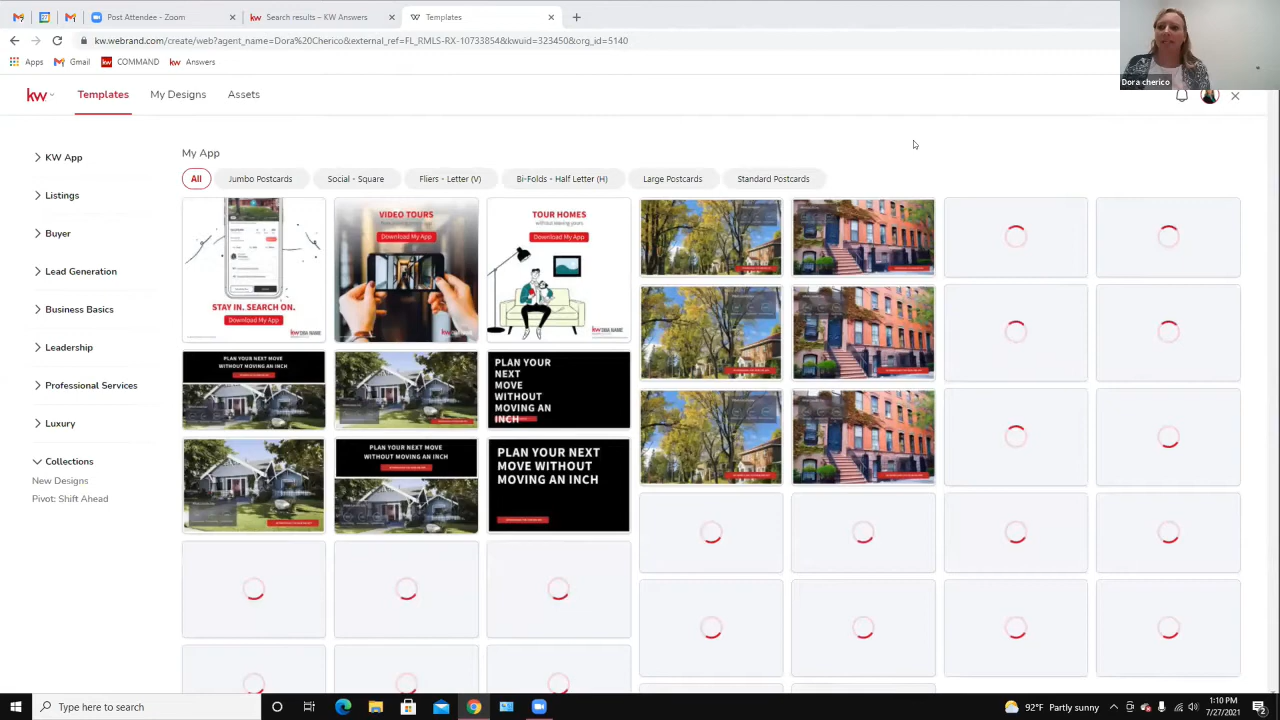 Post Attendee - Zoom
Search results – KW Answers
Templates
kw.webrand.com/create/web?agent_name=Dora%20Cherico&external_ref=FL_RMLS-RX-10733854&kwuid=323450&org_id=5140
Apps
Gmail
COMMAND
Answers
Dora cherico
kw
Templates
My Designs
Assets
KW App
Listings
Buyer
Lead Generation
Business Basics
Leadership
Professional Services
Luxury
Collections
New Designs
Pivot: Shift Ahead
My App
All
Jumbo Postcards
Social - Square
Fliers - Letter (V)
Bi-Folds - Half Letter (H)
Large Postcards
Standard Postcards
STAY IN. SEARCH ON.
Download My App
VIDEO TOURS
Download My App
TOUR HOMES
without leaving yours.
Download My App
PLAN YOUR NEXT MOVE
WITHOUT MOVING AN INCH
PLAN YOUR
NEXT
MOVE
WITHOUT
MOVING AN
INCH
PLAN YOUR NEXT MOVE
WITHOUT MOVING AN INCH
PLAN YOUR NEXT
MOVE WITHOUT
MOVING AN INCH
Type here to search
92°F Partly sunny
1:10 PM
7/27/2021
2